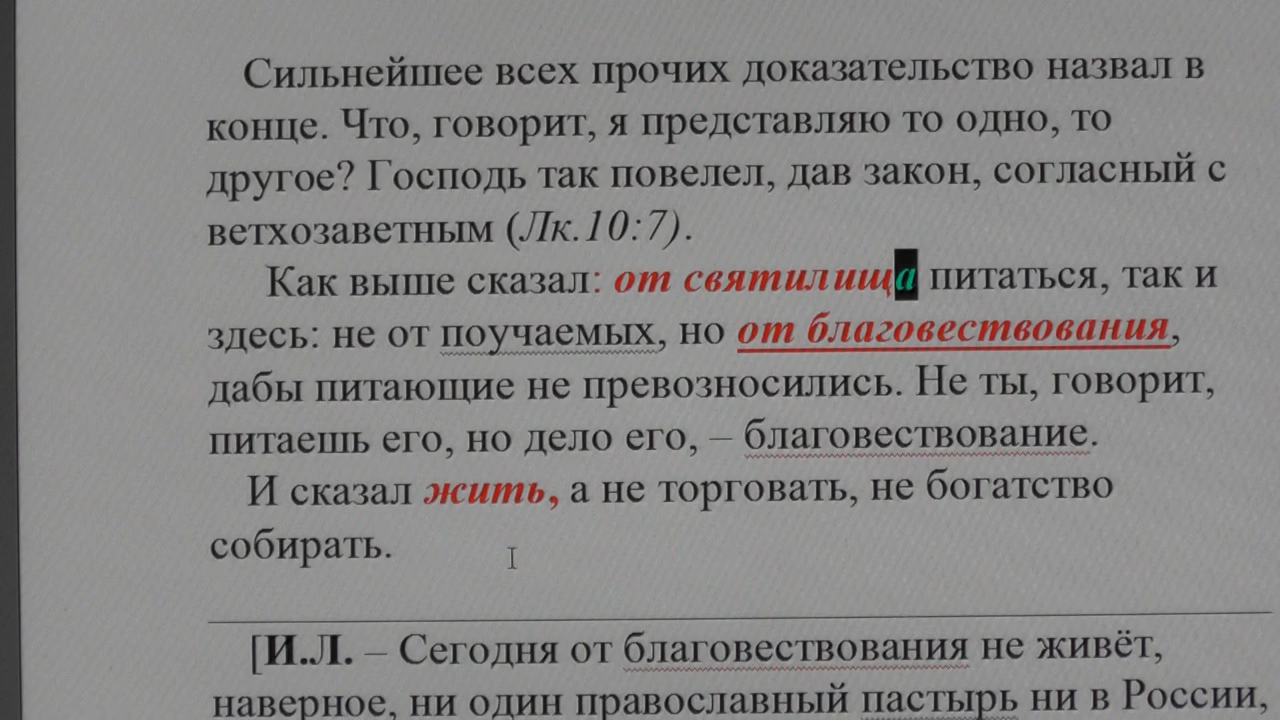 Сильнейшее всех прочих доказательство назвал в
конце. Что, говорит, я представляю то одно, то
другое? Господь так повелел, дав закон, согласный с
ветхозаветным (Лк.10:7).
Как выше сказал: от святилища питаться, так и
здесь: не от поучаемых, но от благовествования,
дабы питающие не превозносились. Не ты, говорит,
питаешь его, но дело его, – благовествование.
И сказал жить, а не торговать, не богатство
собирать.
[И.Л. – Сегодня от благовествования не живёт,
наверное, ни один православный пастырь ни в России,